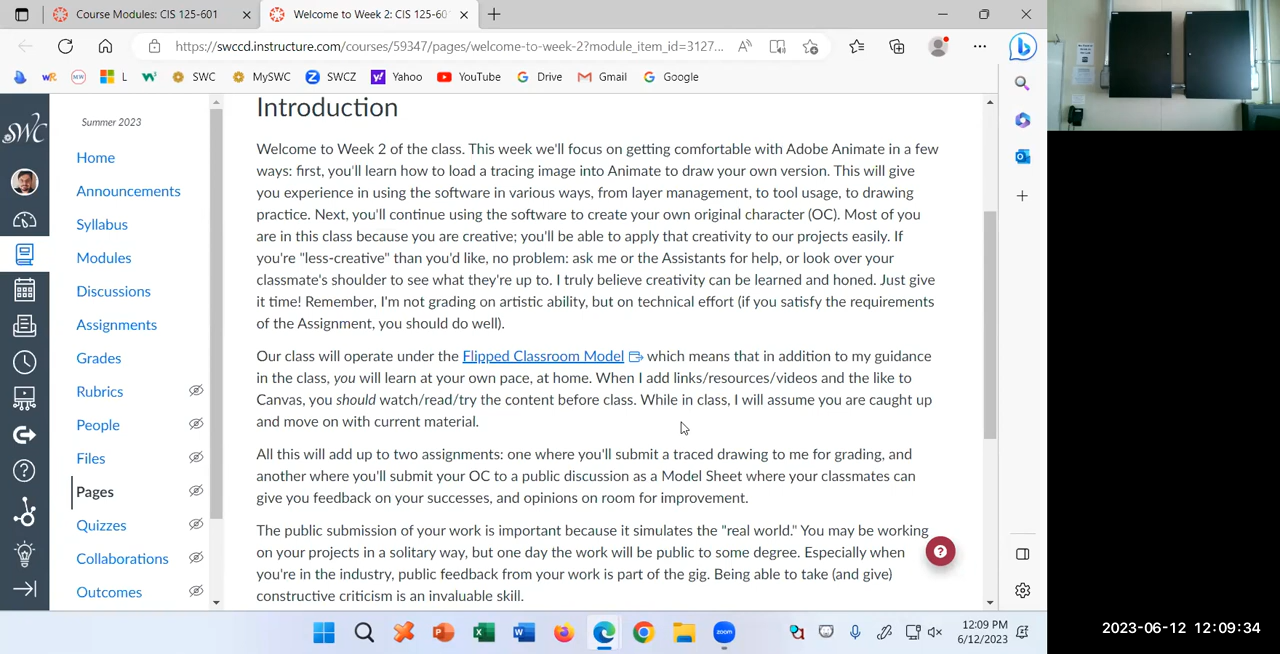 Course Modules: CIS 125-601
Welcome to Week 2: CIS 125-60
https://swccd.instructure.com/courses/59347/pages/welcome-to-week-2?module_item_id=3127...
wR
MW
L
SWC
MySWC
SWCZ
Yahoo
YouTube
Drive
Gmail
Google
SWC
Summer 2023
Home
Announcements
Syllabus
Modules
Discussions
Assignments
Grades
Rubrics
People
Files
Pages
Quizzes
Collaborations
Outcomes
Introduction
Welcome to Week 2 of the class. This week we'll focus on getting comfortable with Adobe Animate in a few
ways: first, you'll learn how to load a tracing image into Animate to draw your own version. This will give
you experience in using the software in various ways, from layer management, to tool usage, to drawing
practice. Next, you'll continue using the software to create your own original character (OC). Most of you
are in this class because you are creative; you'll be able to apply that creativity to our projects easily. If
you're "less-creative" than you'd like, no problem: ask me or the Assistants for help, or look over your
classmate's shoulder to see what they're up to. I truly believe creativity can be learned and honed. Just give
it time! Remember, I'm not grading on artistic ability, but on technical effort (if you satisfy the requirements
of the Assignment, you should do well).
Our class will operate under the Flipped Classroom Model which means that in addition to my guidance
in the class, you will learn at your own pace, at home. When I add links/resources/videos and the like to
Canvas, you should watch/read/try the content before class. While in class, I will assume you are caught up
and move on with current material.
All this will add up to two assignments: one where you'll submit a traced drawing to me for grading, and
another where you'll submit your OC to a public discussion as a Model Sheet where your classmates can
give you feedback on your successes, and opinions on room for improvement.
The public submission of your work is important because it simulates the "real world." You may be working
on your projects in a solitary way, but one day the work will be public to some degree. Especially when
you're in the industry, public feedback from your work is part of the gig. Being able to take (and give)
constructive criticism is an invaluable skill.
zoom
12:09 PM
6/12/2023
2023-06-12 12:09:34